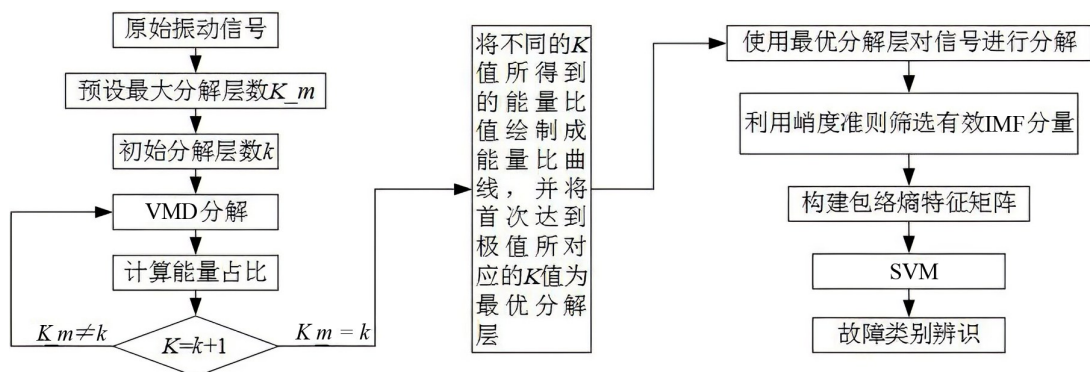 原始振动信号
预设最大分解层数K_m
初始分解层数k
VMD分解
计算能量占比
K_m≠k
K=k+1
K_m = k
将不同的K
值所得到
的能量比
值绘制成
能量比曲
线，并将
首次达到
极值所对
应的K值为
最优分解
层
使用最优分解层对信号进行分解
利用峭度准则筛选有效IMF分量
构建包络熵特征矩阵
SVM
故障类别辨识